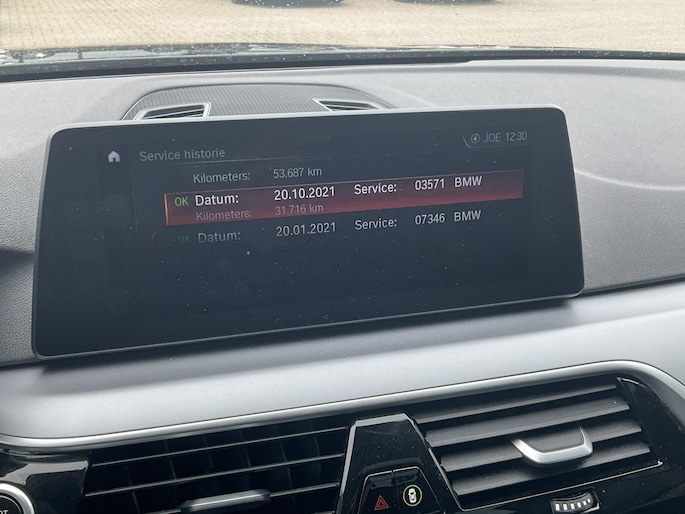 JOE 12:30
Service historie
Kilometers: 53.687 km
OK Datum: 20.10.2021 Service: 03571 BMW
Kilometers: 31.716 km
OK Datum: 20.01.2021 Service: 07346 BMW